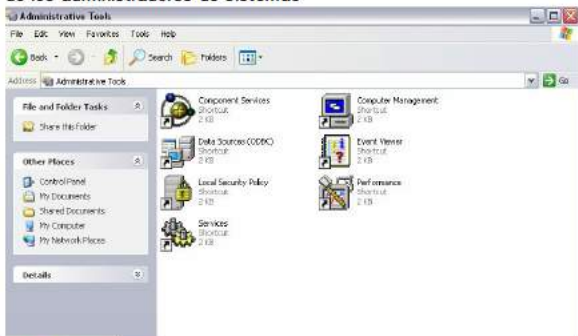 de los administradores de sistemas
Administrative Tools
File Edit View Favorites Tools Help
Back Search Folders
Address Administrative Tools Go
File and Folder Tasks
Share this folder
Other Places
Control Panel
My Documents
Shared Documents
My Computer
My Network Places
Details
Component Services
Shortcut
2 KB
Computer Management
Shortcut
2 KB
Data Sources (ODBC)
Shortcut
2 KB
Event Viewer
Shortcut
2 KB
Local Security Policy
Shortcut
2 KB
Performance
Shortcut
2 KB
Services
Shortcut
2 KB